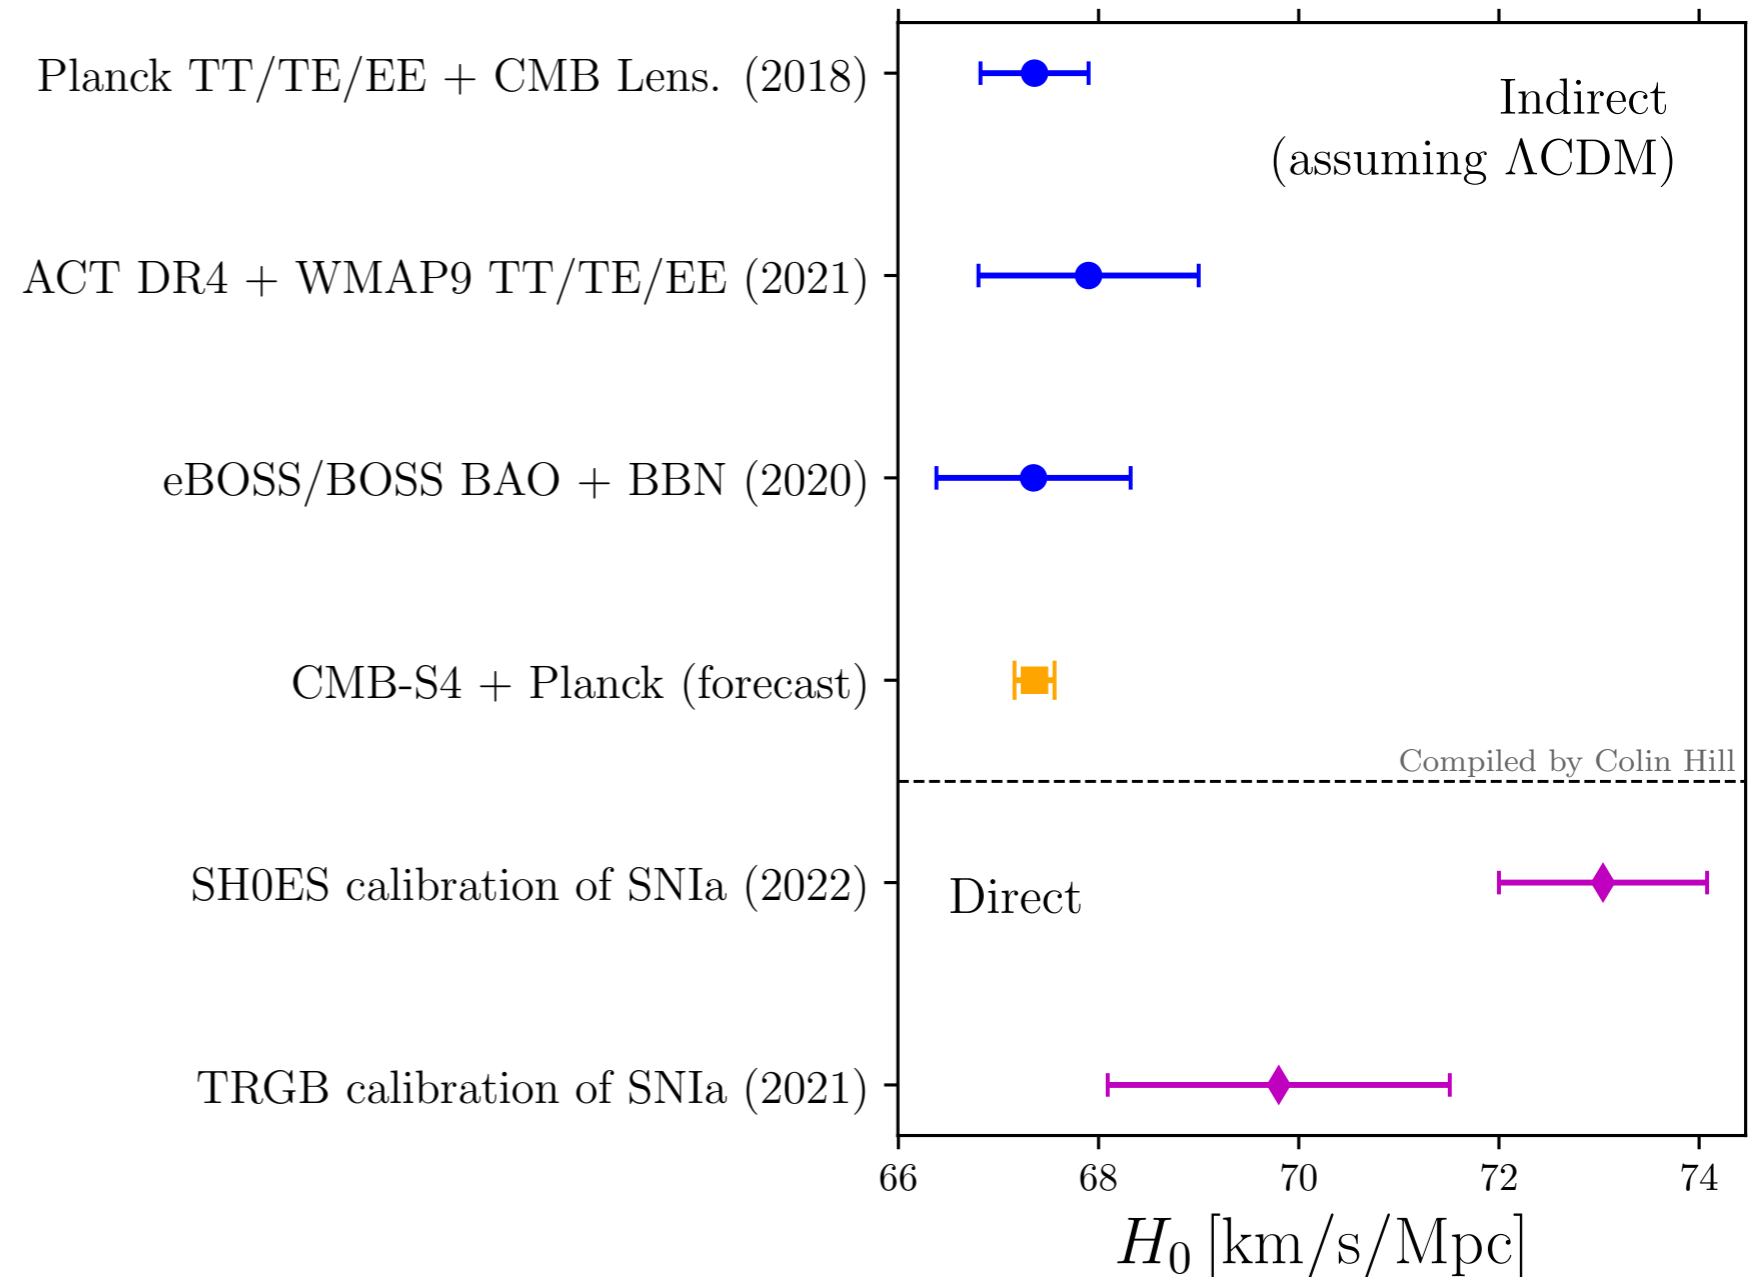 Planck TT/TE/EE + CMB Lens. (2018)
Indirect
(assuming ΛCDM)
ACT DR4 + WMAP9 TT/TE/EE (2021)
eBOSS/BOSS BAO + BBN (2020)
CMB-S4 + Planck (forecast)
Compiled by Colin Hill
SH0ES calibration of SNIa (2022)
Direct
TRGB calibration of SNIa (2021)
66 68 70 72 74
H₀ [km/s/Mpc]